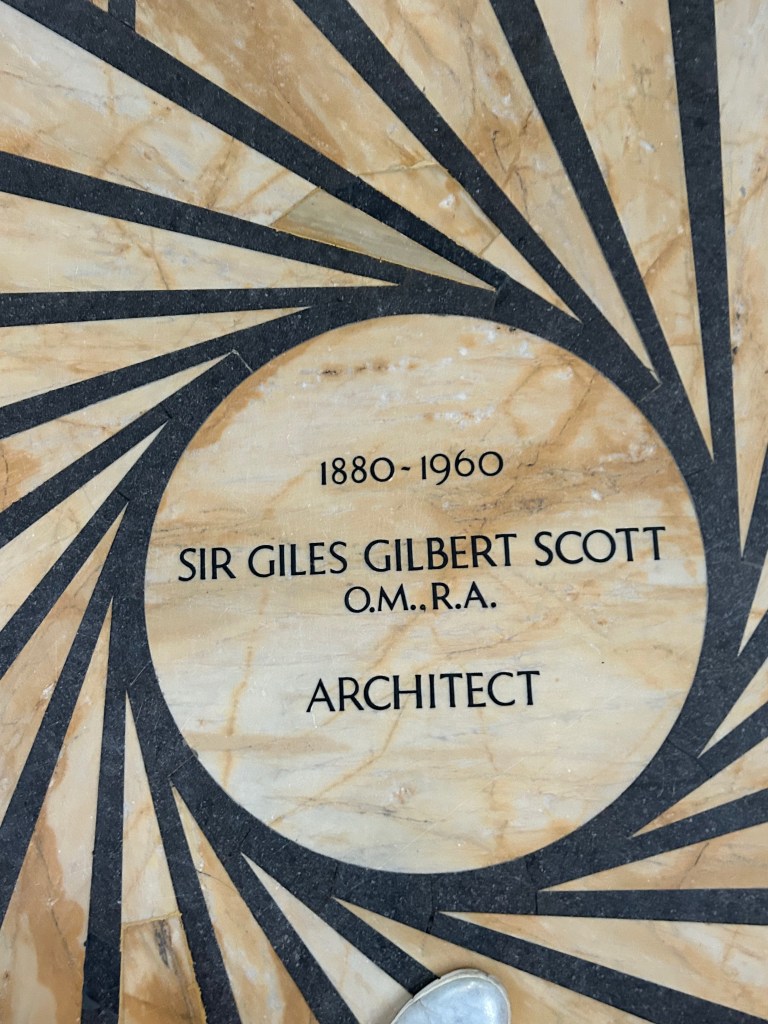 1880-1960
SIR GILES GILBERT SCOTT
O.M.,R.A.
ARCHITECT